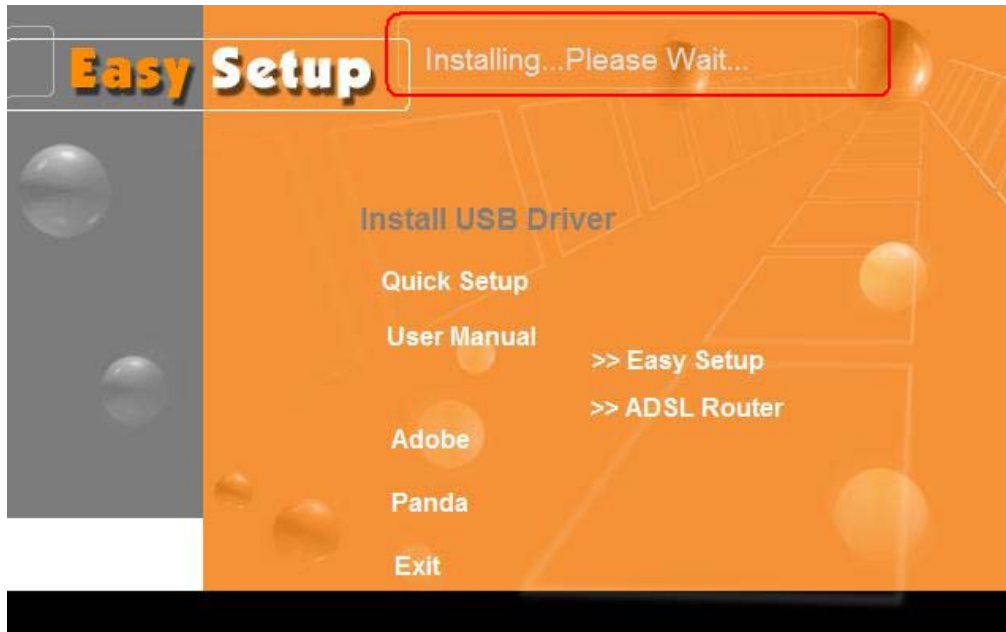 Easy Setup
Installing...Please Wait...
Install USB Driver
Quick Setup
User Manual
>> Easy Setup
>> ADSL Router
Adobe
Panda
Exit